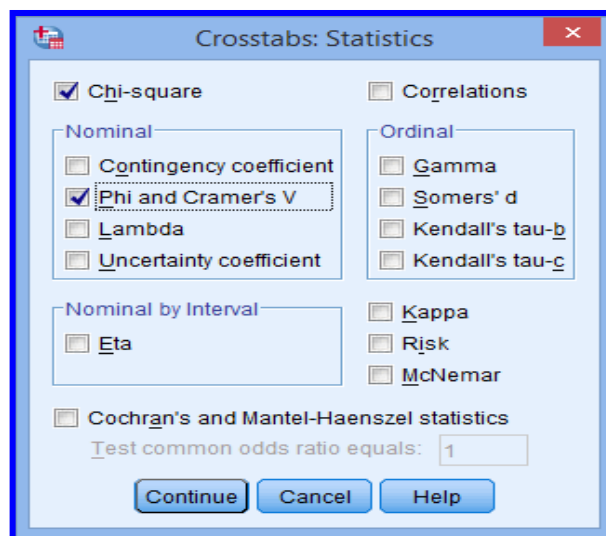 Crosstabs: Statistics
Chi-square
Correlations
Nominal
Contingency coefficient
Phi and Cramer's V
Lambda
Uncertainty coefficient
Ordinal
Gamma
Somers' d
Kendall's tau-b
Kendall's tau-c
Nominal by Interval
Eta
Kappa
Risk
McNemar
Cochran's and Mantel-Haenszel statistics
Test common odds ratio equals: 1
Continue Cancel Help